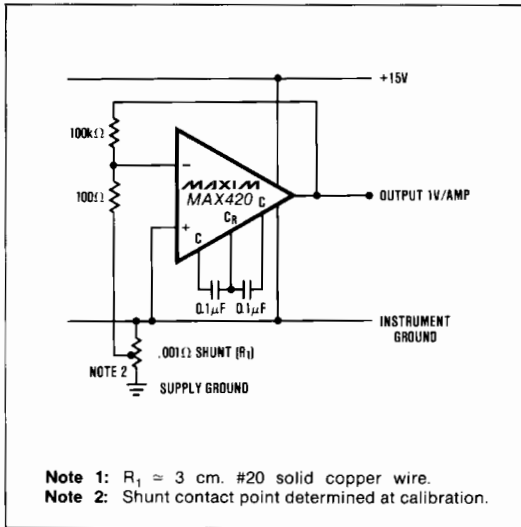 +15V
100kΩ
100Ω
−
MAXIM
MAX420
+
C
CR
C
OUTPUT 1V/AMP
0.1µF
0.1µF
INSTRUMENT
GROUND
.001Ω SHUNT (R1)
NOTE 2
SUPPLY GROUND
Note 1: R1 ≃ 3 cm. #20 solid copper wire.
Note 2: Shunt contact point determined at calibration.